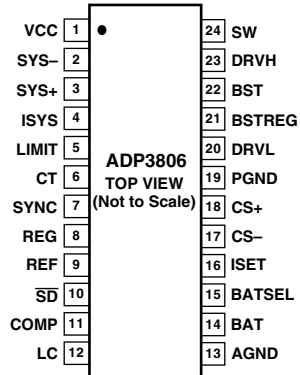 VCC 1 24 SW
SYS– 2 23 DRVH
SYS+ 3 22 BST
ISYS 4 21 BSTREG
LIMIT 5 20 DRVL
CT 6 19 PGND
SYNC 7 18 CS+
REG 8 17 CS–
REF 9 16 ISET
SD 10 15 BATSEL
COMP 11 14 BAT
LC 12 13 AGND
ADP3806
TOP VIEW
(Not to Scale)